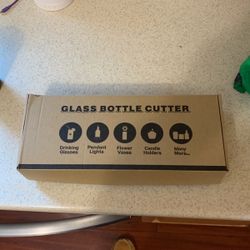 GLASS BOTTLE CUTTER
Drinking
Glasses
Pendant
Lights
Flower
Vases
Candle
Holders
Many
More...